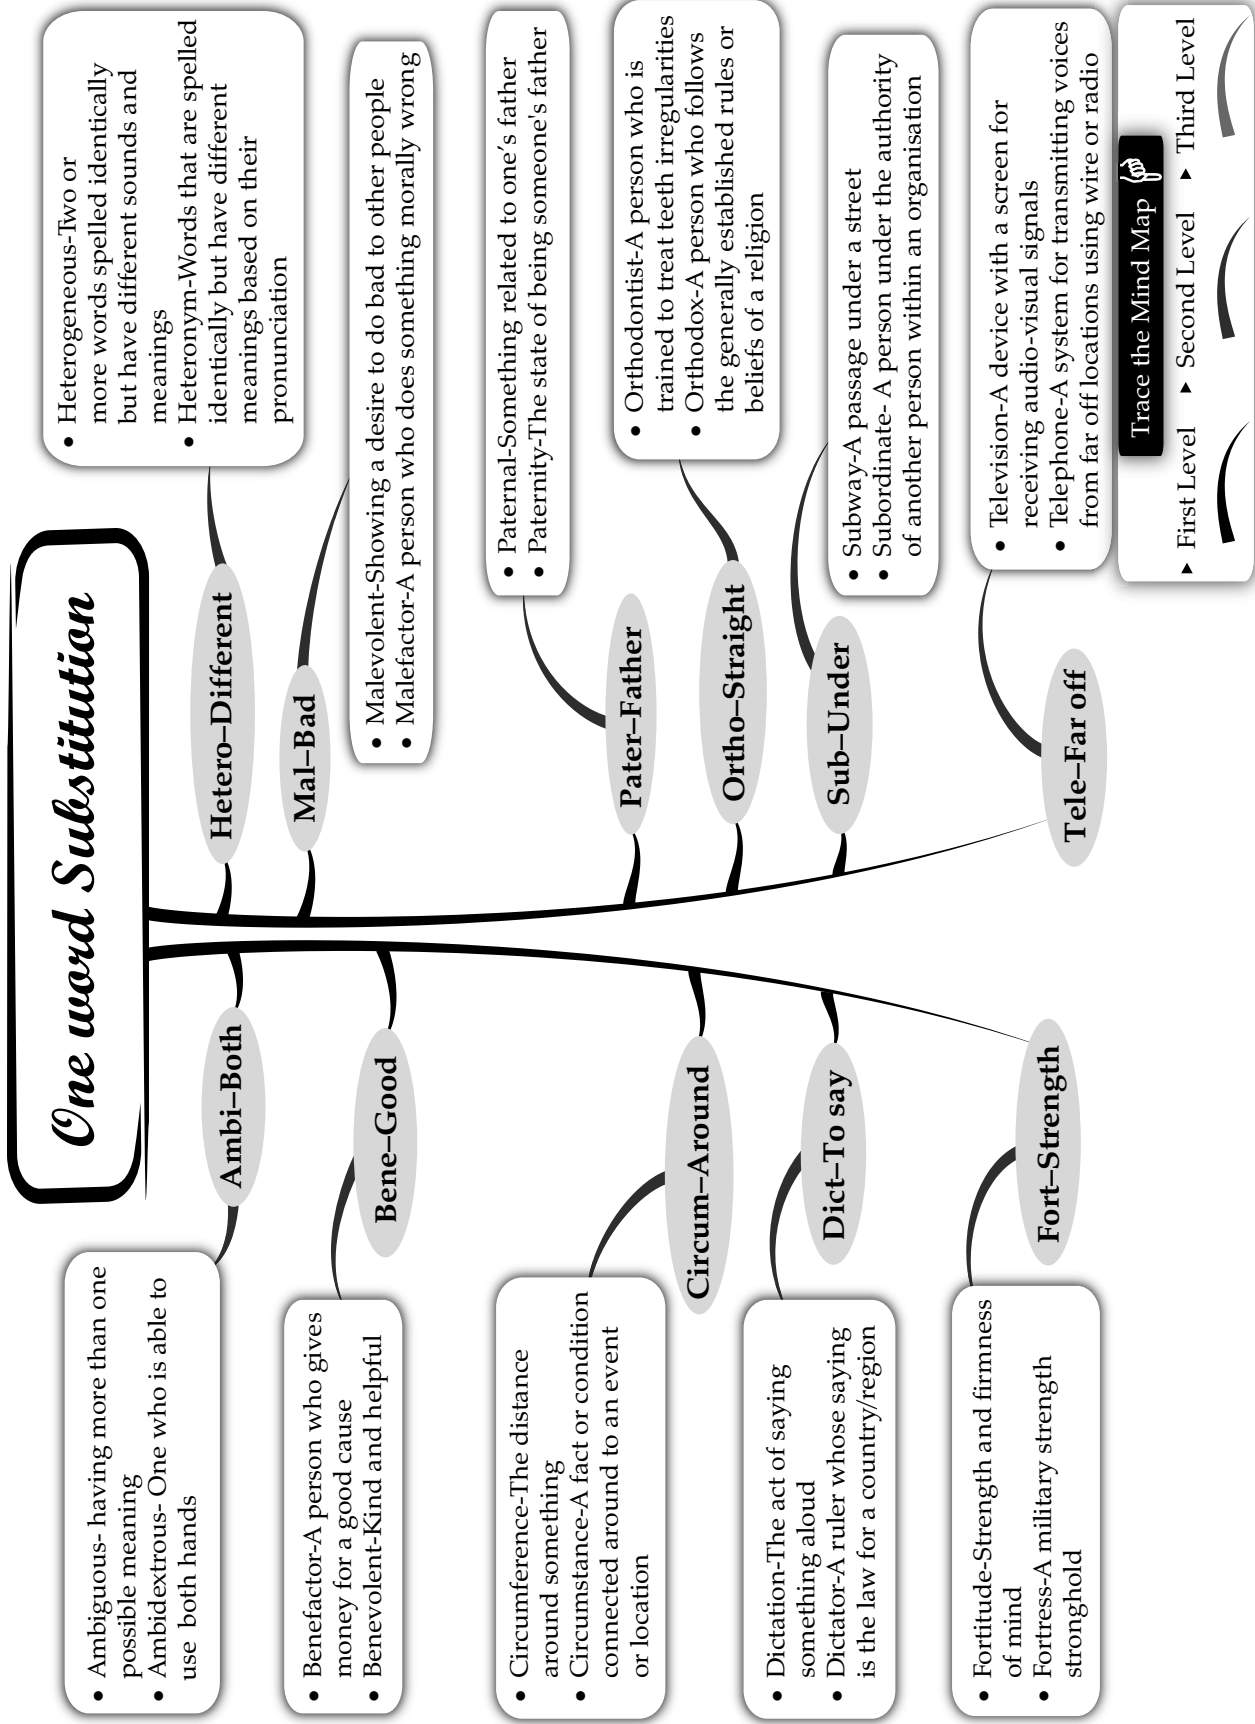 One word Substitution
Ambi–Both
• Ambiguous- having more than one
possible meaning
• Ambidextrous- One who is able to
use both hands
Bene–Good
• Benefactor-A person who gives
money for a good cause
• Benevolent-Kind and helpful
Circum–Around
• Circumference-The distance
around something
• Circumstance-A fact or condition
connected around to an event
or location
Dict–To say
• Dictation-The act of saying
something aloud
• Dictator-A ruler whose saying
is the law for a country/region
Fort–Strength
• Fortitude-Strength and firmness
of mind
• Fortress-A military strength
stronghold
Hetero–Different
• Heterogeneous-Two or
more words spelled identically
but have different sounds and
meanings
• Heteronym-Words that are spelled
identically but have different
meanings based on their
pronunciation
Mal–Bad
• Malevolent-Showing a desire to do bad to other people
• Malefactor-A person who does something morally wrong
Pater–Father
• Paternal-Something related to one's father
• Paternity-The state of being someone's father
Ortho–Straight
• Orthodontist-A person who is
trained to treat teeth irregularities
• Orthodox-A person who follows
the generally established rules or
beliefs of a religion
Sub–Under
• Subway-A passage under a street
• Subordinate- A person under the authority
of another person within an organisation
Tele–Far off
• Television-A device with a screen for
receiving audio-visual signals
• Telephone-A system for transmitting voices
from far off locations using wire or radio
Trace the Mind Map
▶ First Level ▶ Second Level ▶ Third Level